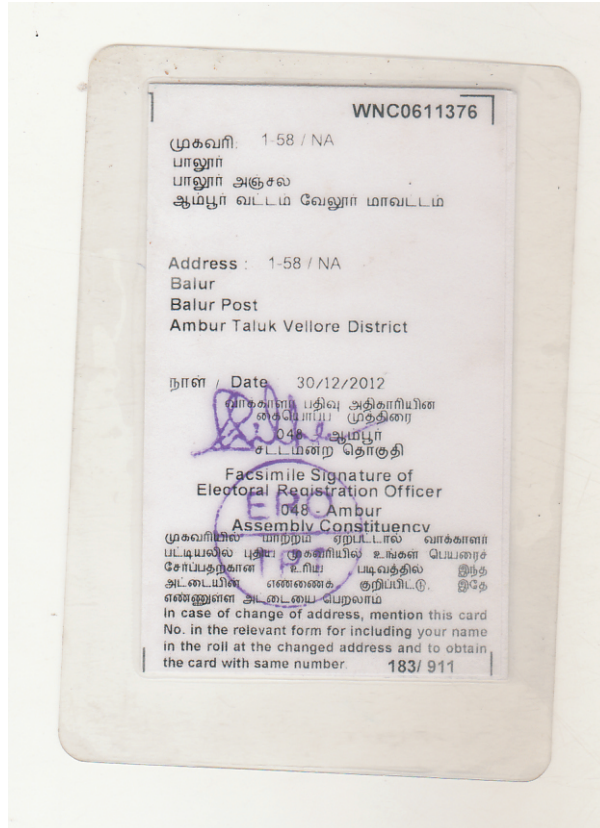 WNC0611376
முகவரி: 1-58 / NA
பாலூர்
பாலூர் அஞ்சல்
ஆம்பூர் வட்டம் வேலூர் மாவட்டம்
Address : 1-58 / NA
Balur
Balur Post
Ambur Taluk Vellore District
நாள் / Date 30/12/2012
வாக்காளர் பதிவு அதிகாரியின்
கையொப்ப முத்திரை
048 ஆம்பூர்
சட்டமன்ற தொகுதி
Facsimile Signature of
Electoral Registration Officer
048 - Ambur
Assembly Constituency
ERO
முகவரியில் மாற்றம் ஏற்பட்டால் வாக்காளர்
பட்டியலில் புதிய முகவரியில் உங்கள் பெயரைச்
சேர்ப்பதற்கான உரிய படிவத்தில் இந்த
அட்டையின் எண்ணைக் குறிப்பிட்டு, இதே
எண்ணுள்ள அட்டையை பெறலாம்
In case of change of address, mention this card
No. in the relevant form for including your name
in the roll at the changed address and to obtain
the card with same number. 183/ 911